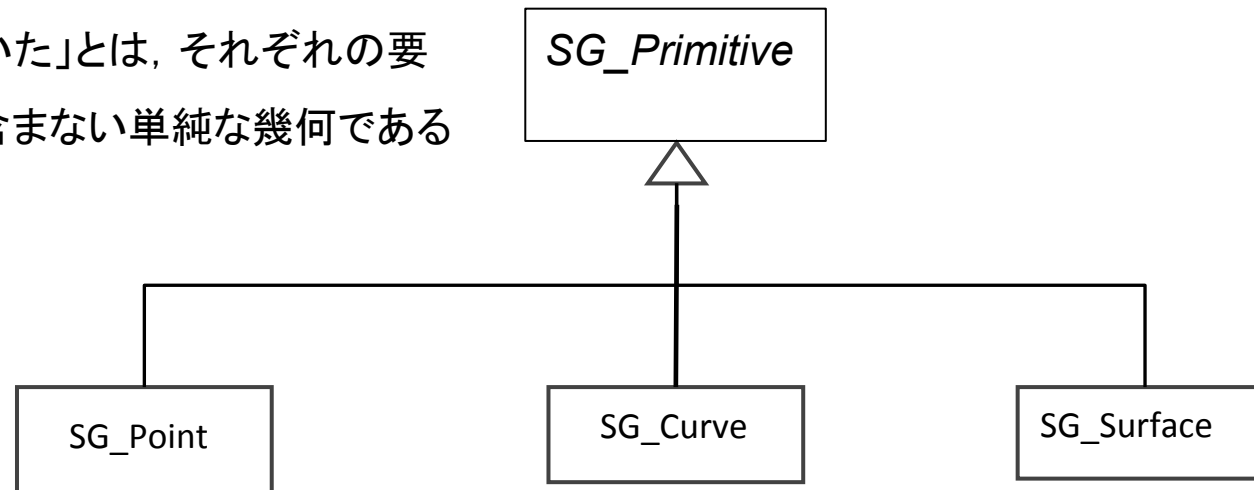 いた」とは，それぞれの要
含まない単純な幾何である
SG_Primitive
SG_Point
SG_Curve
SG_Surface